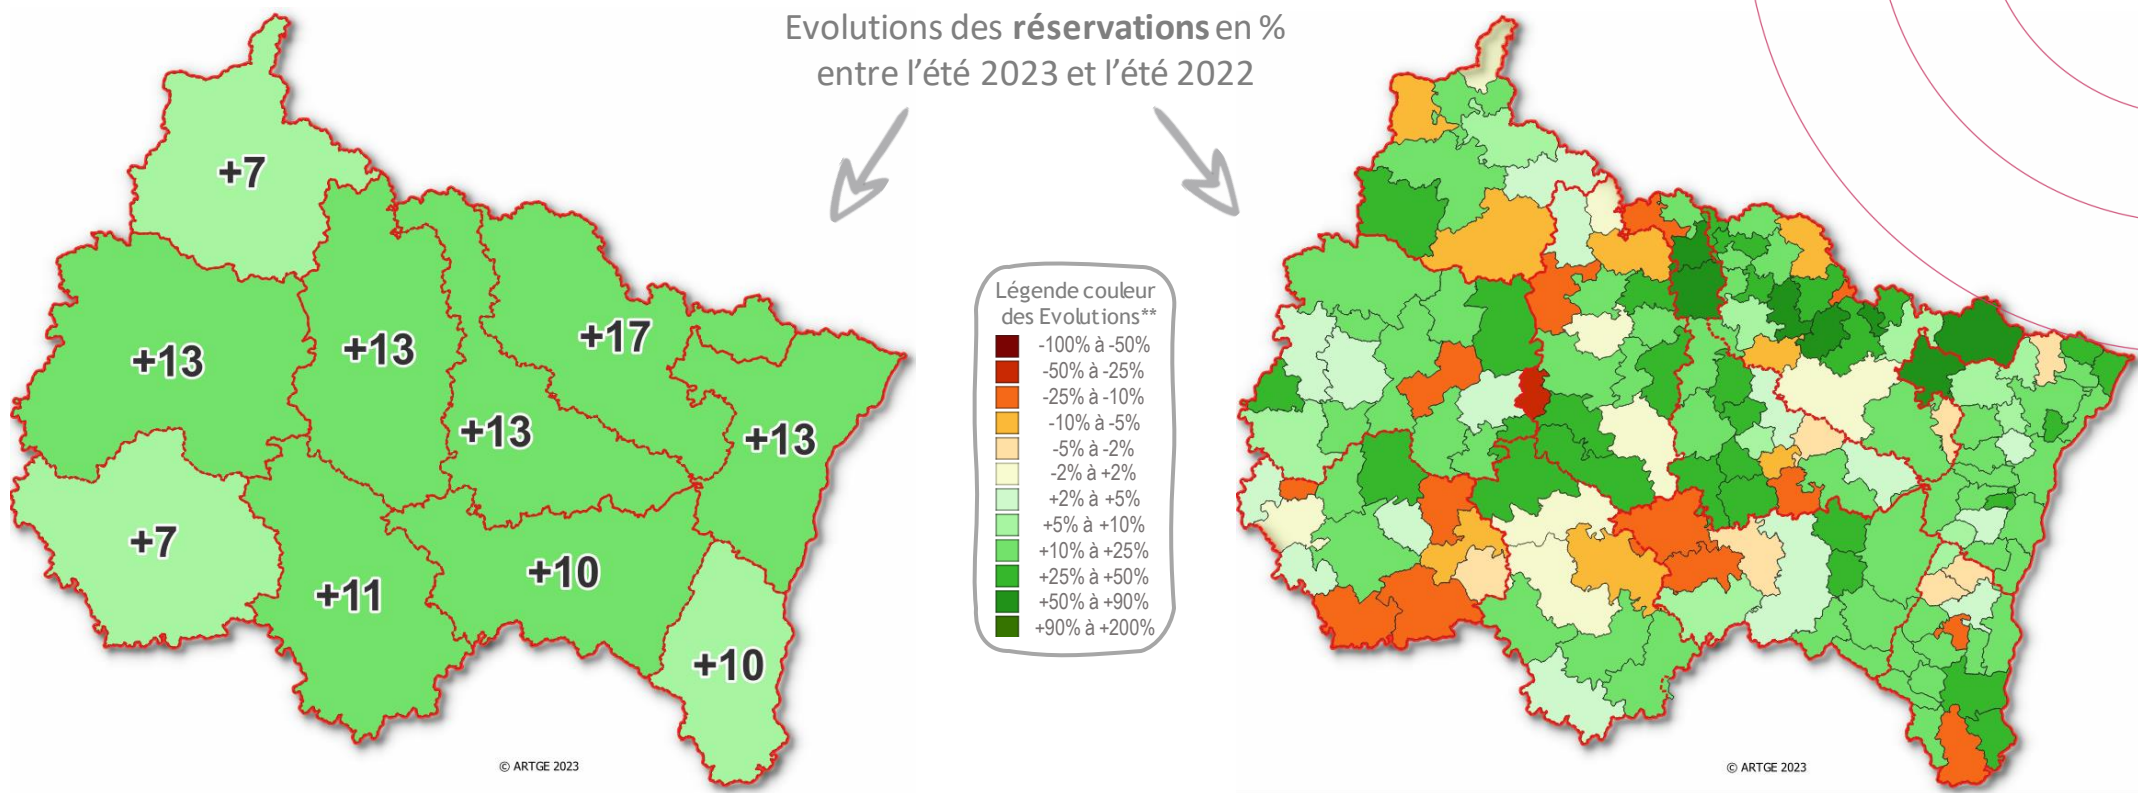 Evolutions des réservations en %
entre l'été 2023 et l'été 2022
+7
+13
+13
+17
+13
+13
+7
+11
+10
+10
© ARTGE 2023
Légende couleur
des Evolutions**
-100% à -50%
-50% à -25%
-25% à -10%
-10% à -5%
-5% à -2%
-2% à +2%
+2% à +5%
+5% à +10%
+10% à +25%
+25% à +50%
+50% à +90%
+90% à +200%
© ARTGE 2023